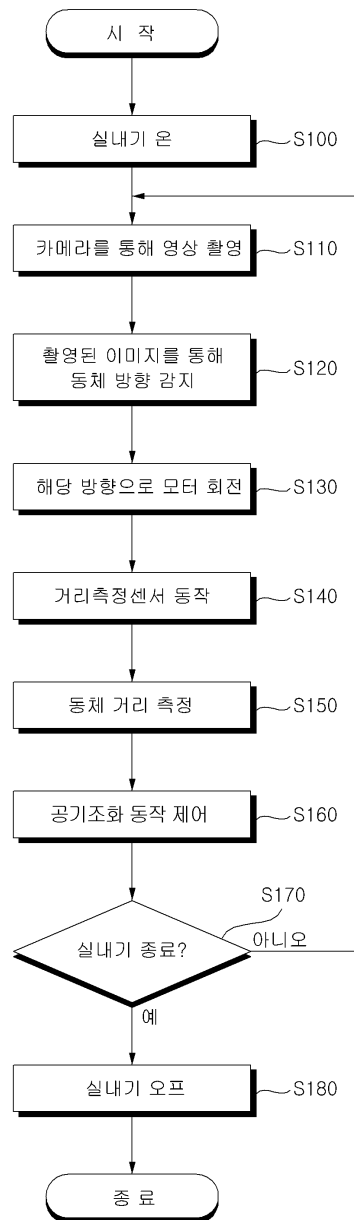 시 작
실내기 온
S100
카메라를 통해 영상 촬영
S110
촬영된 이미지를 통해
동체 방향 감지
S120
해당 방향으로 모터 회전
S130
거리측정센서 동작
S140
동체 거리 측정
S150
공기조화 동작 제어
S160
S170
실내기 종료?
아니오
예
실내기 오프
S180
종 료